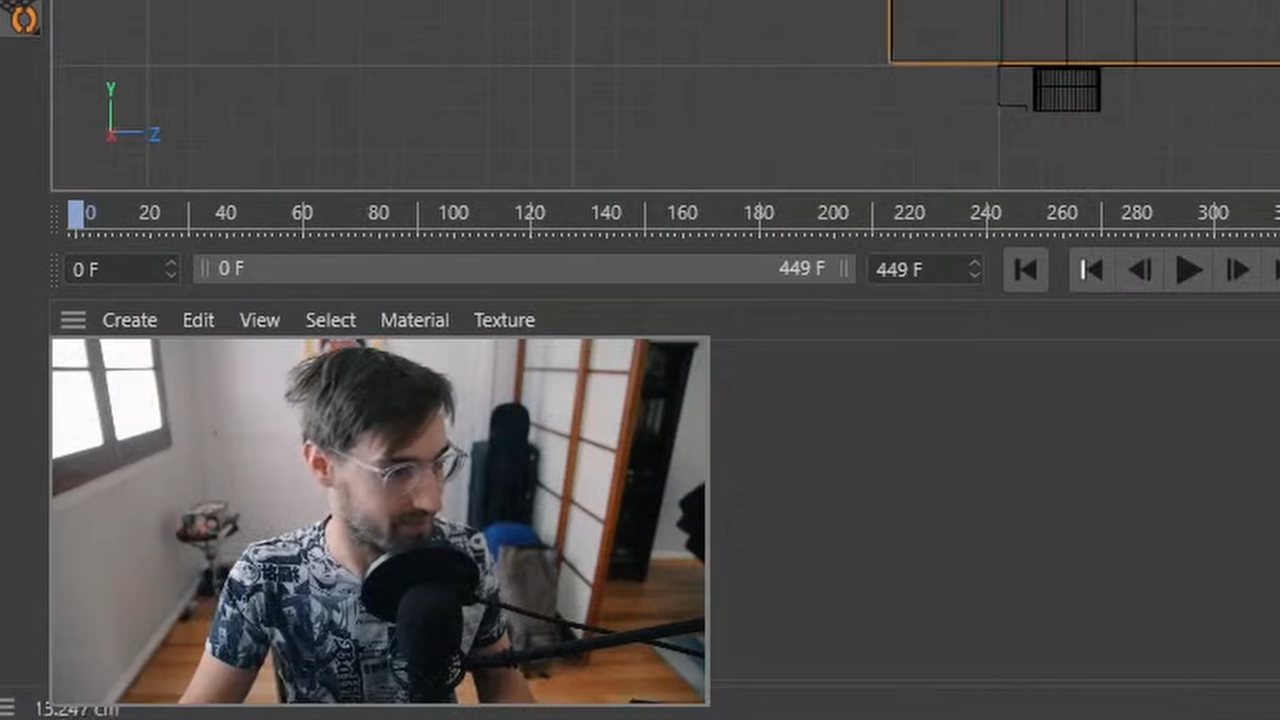 Y
X Z
0 20 40 60 80 100 120 140 160 180 200 220 240 260 280 300
0 F 0 F 449 F 449 F
Create Edit View Select Material Texture